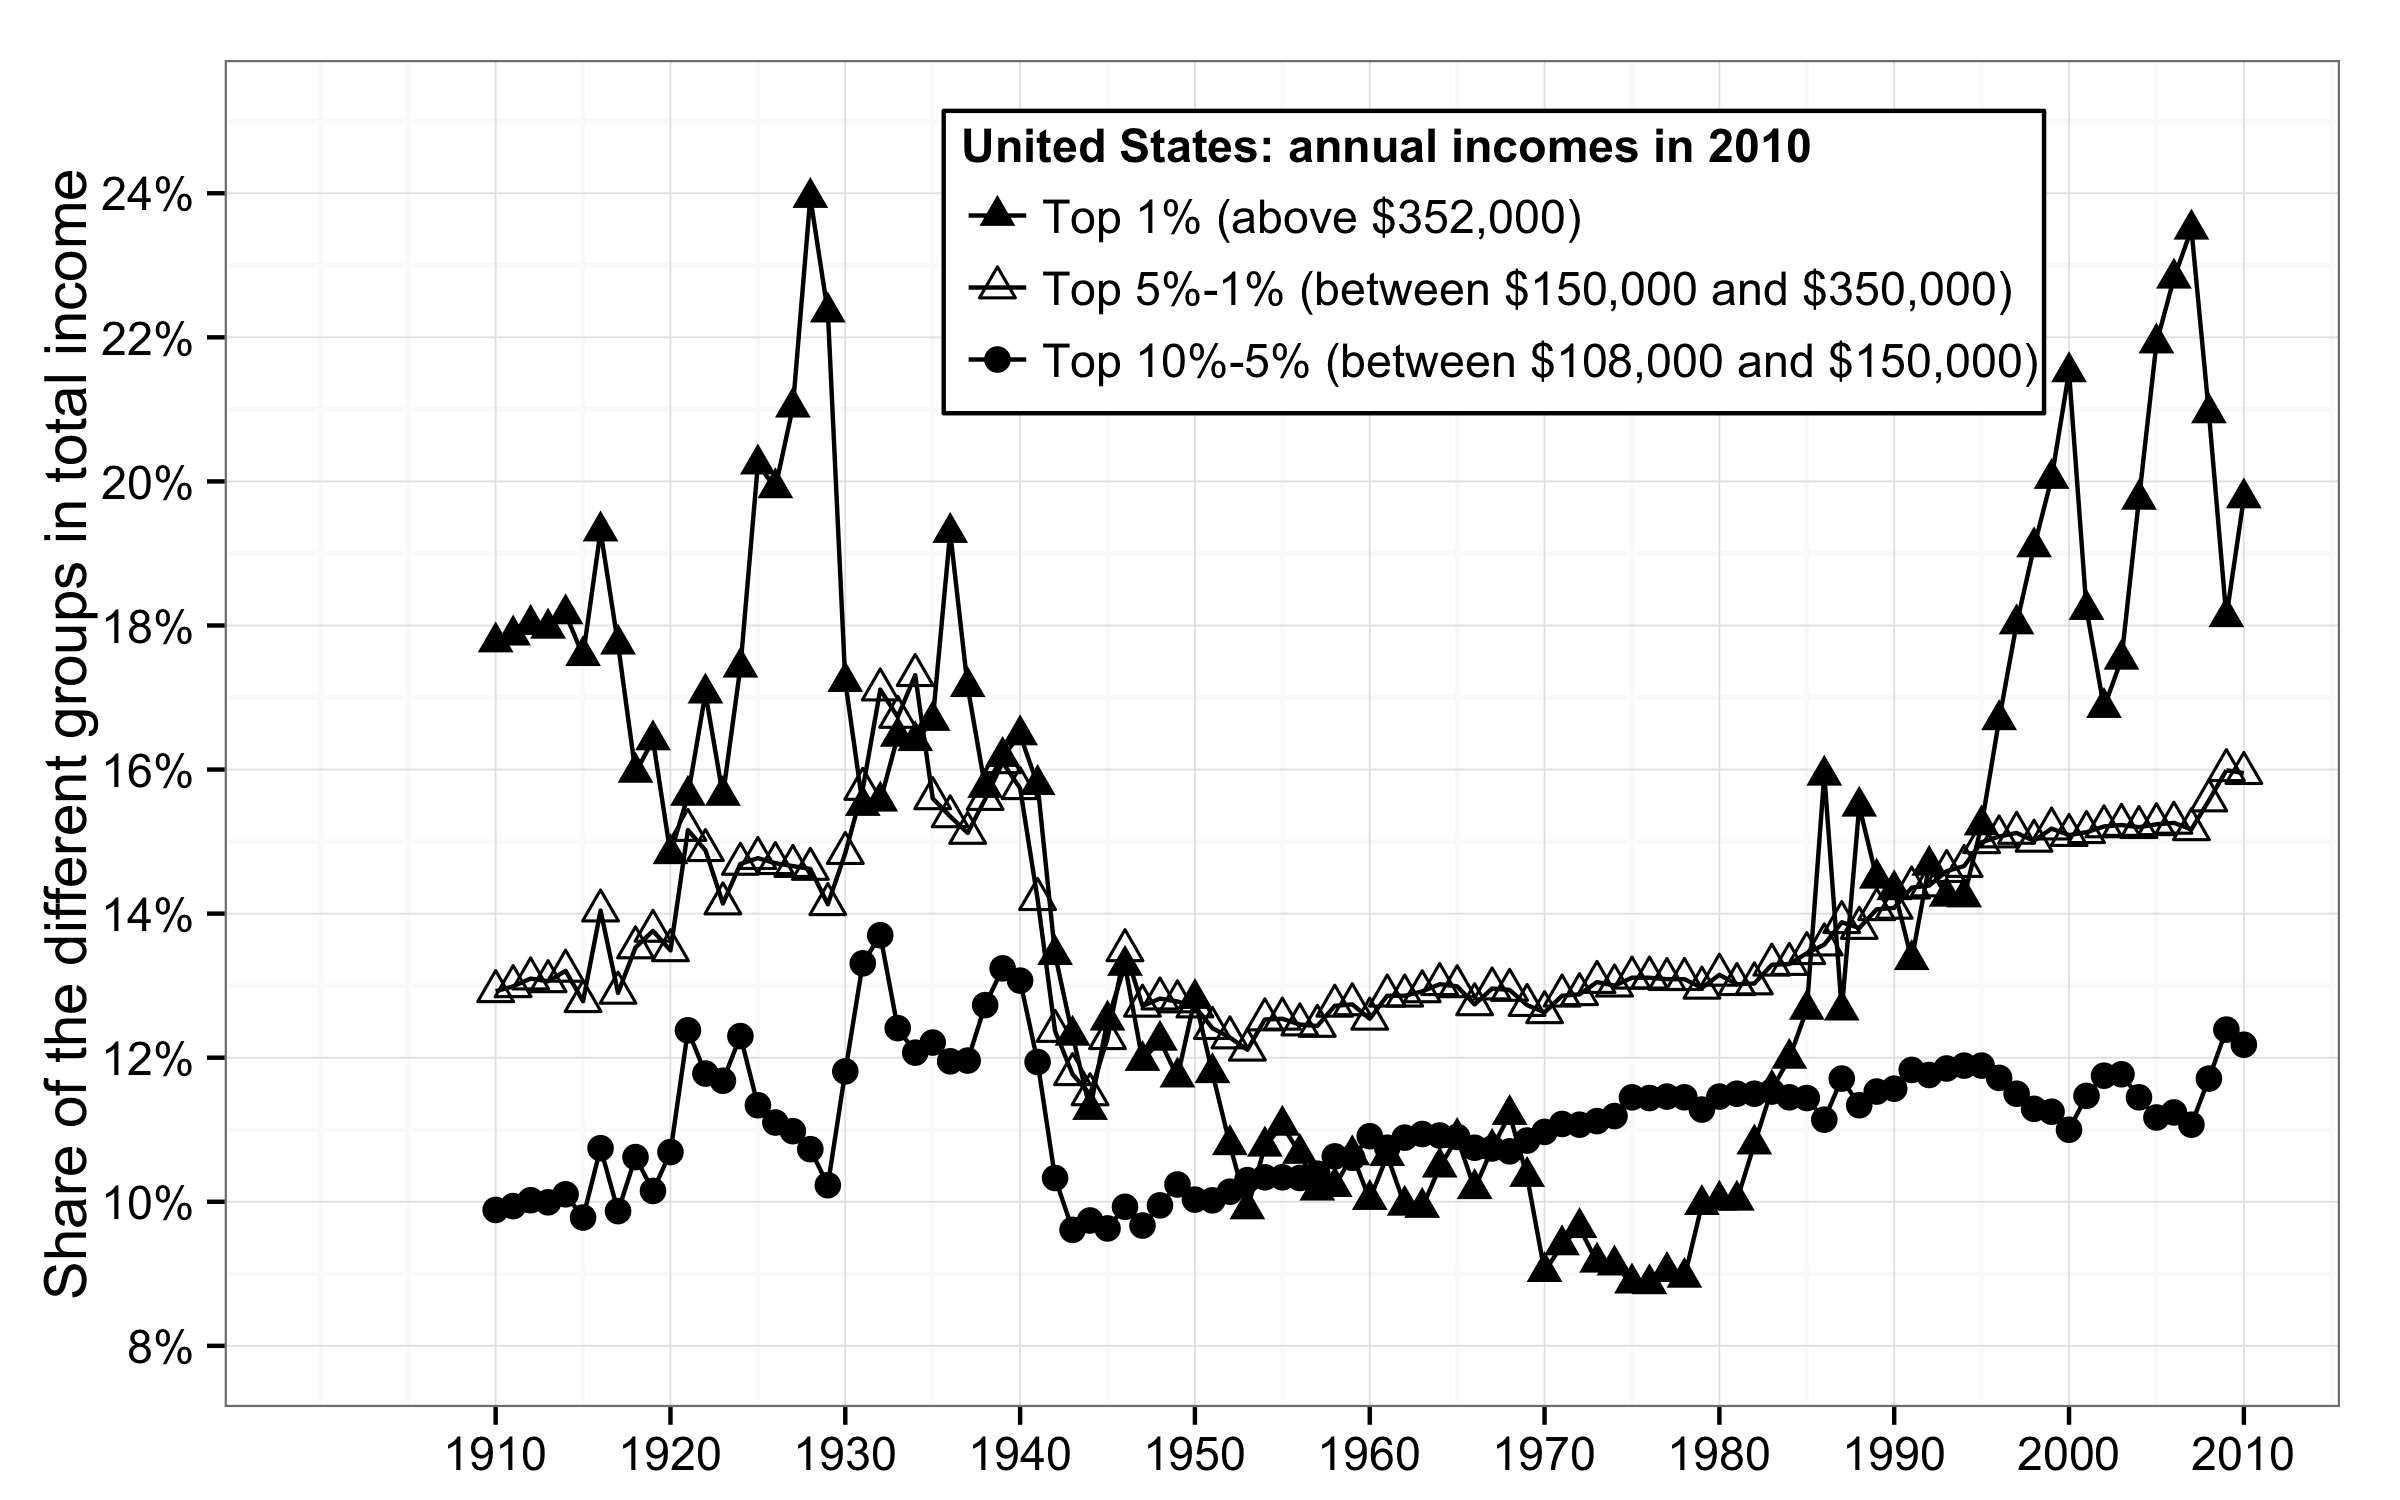 United States: annual incomes in 2010
Top 1% (above $352,000)
Top 5%-1% (between $150,000 and $350,000)
Top 10%-5% (between $108,000 and $150,000)
Share of the different groups in total income
24%
22%
20%
18%
16%
14%
12%
10%
8%
1910 1920 1930 1940 1950 1960 1970 1980 1990 2000 2010